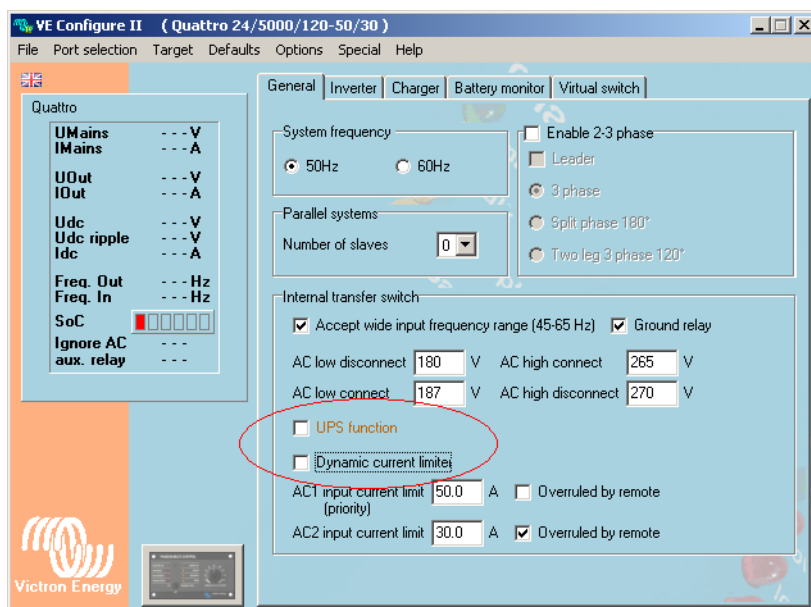 VE Configure II ( Quattro 24/5000/120-50/30 )
File Port selection Target Defaults Options Special Help
General Inverter Charger Battery monitor Virtual switch
Quattro
UMains - - - V
IMains - - - A
UOut - - - V
IOut - - - A
Udc - - - V
Udc ripple - - - V
Idc - - - A
Freq. Out - - - Hz
Freq. In - - - Hz
SoC
Ignore AC - - -
aux. relay - - -
System frequency
50Hz 60Hz
Parallel systems
Number of slaves 0
Enable 2-3 phase
Leader
3 phase
Split phase 180°
Two leg 3 phase 120°
Internal transfer switch
Accept wide input frequency range (45-65 Hz) Ground relay
AC low disconnect 180 V AC high connect 265 V
AC low connect 187 V AC high disconnect 270 V
UPS function
Dynamic current limiter
AC1 input current limit 50.0 A Overruled by remote
(priority)
AC2 input current limit 30.0 A Overruled by remote
Victron Energy